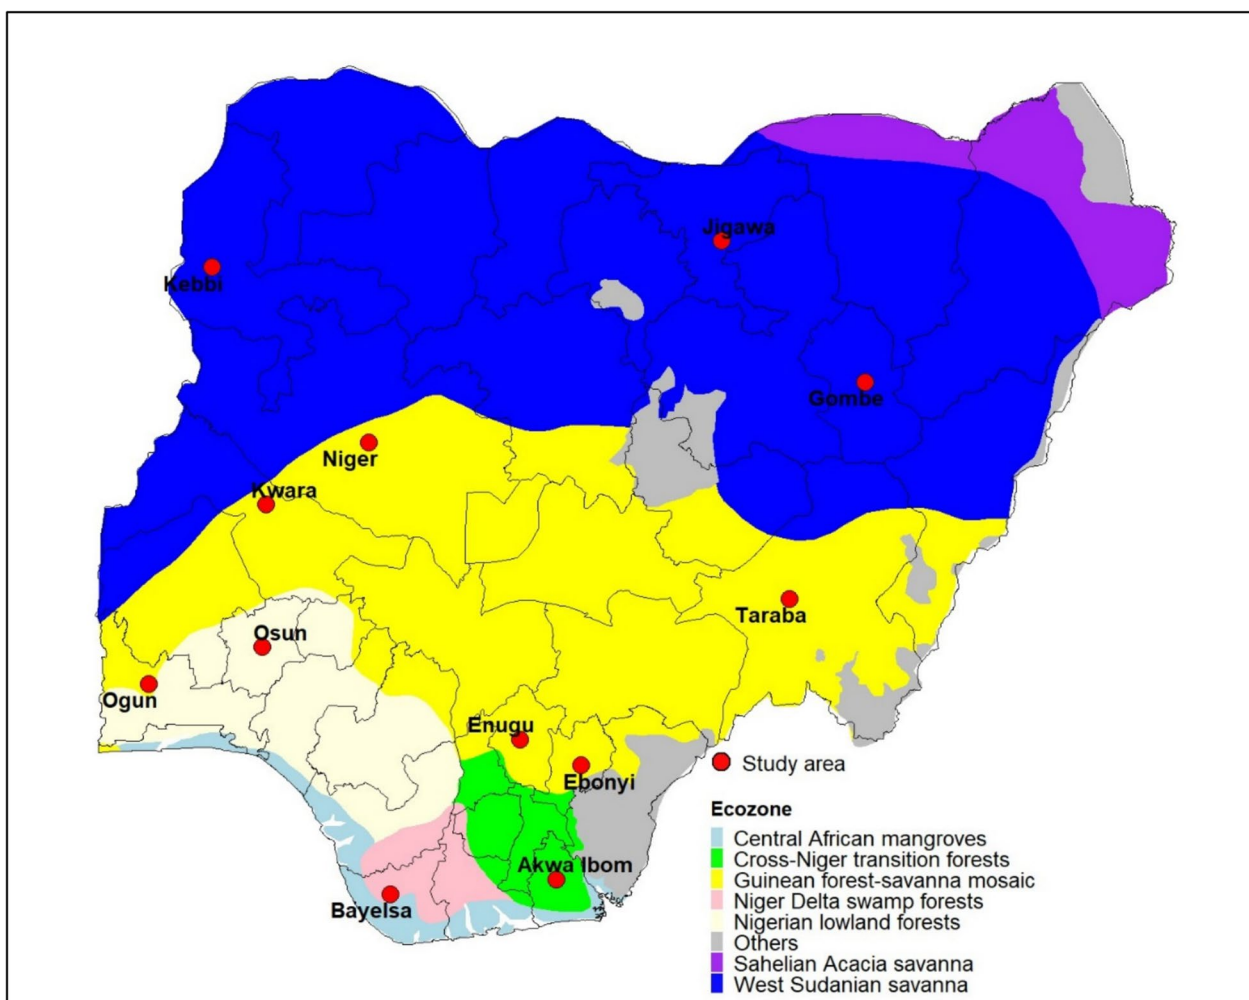 Jigawa
Kebbi
Gombe
Niger
Kwara
Taraba
Osun
Ogun
Enugu
Ebonyi
Akwa Ibom
Bayelsa
Study area
Ecozone
Central African mangroves
Cross-Niger transition forests
Guinean forest-savanna mosaic
Niger Delta swamp forests
Nigerian lowland forests
Others
Sahelian Acacia savanna
West Sudanian savanna